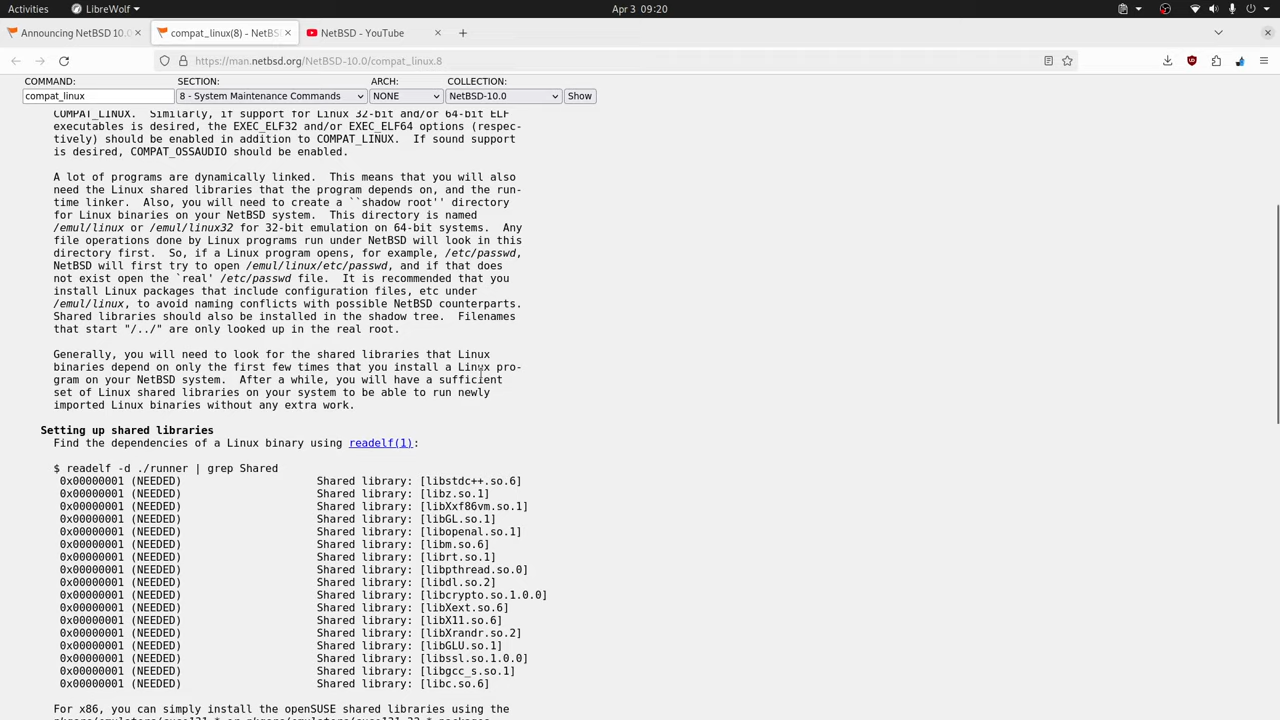 Activities
LibreWolf
Apr 3 09:20
Announcing NetBSD 10.0
compat_linux(8) - NetBS
NetBSD - YouTube
https://man.netbsd.org/NetBSD-10.0/compat_linux.8
COMMAND:
SECTION:
ARCH:
COLLECTION:
compat_linux
8 - System Maintenance Commands
NONE
NetBSD-10.0
Show
COMPAT_LINUX. Similarly, if support for Linux 32-bit and/or 64-bit ELF
executables is desired, the EXEC_ELF32 and/or EXEC_ELF64 options (respec-
tively) should be enabled in addition to COMPAT_LINUX. If sound support
is desired, COMPAT_OSSAUDIO should be enabled.
A lot of programs are dynamically linked. This means that you will also
need the Linux shared libraries that the program depends on, and the run-
time linker. Also, you will need to create a ``shadow root'' directory
for Linux binaries on your NetBSD system. This directory is named
/emul/linux or /emul/linux32 for 32-bit emulation on 64-bit systems. Any
file operations done by Linux programs run under NetBSD will look in this
directory first. So, if a Linux program opens, for example, /etc/passwd,
NetBSD will first try to open /emul/linux/etc/passwd, and if that does
not exist open the `real' /etc/passwd file. It is recommended that you
install Linux packages that include configuration files, etc under
/emul/linux, to avoid naming conflicts with possible NetBSD counterparts.
Shared libraries should also be installed in the shadow tree. Filenames
that start "/../" are only looked up in the real root.
Generally, you will need to look for the shared libraries that Linux
binaries depend on only the first few times that you install a Linux pro-
gram on your NetBSD system. After a while, you will have a sufficient
set of Linux shared libraries on your system to be able to run newly
imported Linux binaries without any extra work.
Setting up shared libraries
Find the dependencies of a Linux binary using readelf(1):
$ readelf -d ./runner | grep Shared
0x00000001 (NEEDED) Shared library: [libstdc++.so.6]
0x00000001 (NEEDED) Shared library: [libz.so.1]
0x00000001 (NEEDED) Shared library: [libXxf86vm.so.1]
0x00000001 (NEEDED) Shared library: [libGL.so.1]
0x00000001 (NEEDED) Shared library: [libopenal.so.1]
0x00000001 (NEEDED) Shared library: [libm.so.6]
0x00000001 (NEEDED) Shared library: [librt.so.1]
0x00000001 (NEEDED) Shared library: [libpthread.so.0]
0x00000001 (NEEDED) Shared library: [libdl.so.2]
0x00000001 (NEEDED) Shared library: [libcrypto.so.1.0.0]
0x00000001 (NEEDED) Shared library: [libXext.so.6]
0x00000001 (NEEDED) Shared library: [libX11.so.6]
0x00000001 (NEEDED) Shared library: [libXrandr.so.2]
0x00000001 (NEEDED) Shared library: [libGLU.so.1]
0x00000001 (NEEDED) Shared library: [libssl.so.1.0.0]
0x00000001 (NEEDED) Shared library: [libgcc_s.so.1]
0x00000001 (NEEDED) Shared library: [libc.so.6]
For x86, you can simply install the openSUSE shared libraries using the